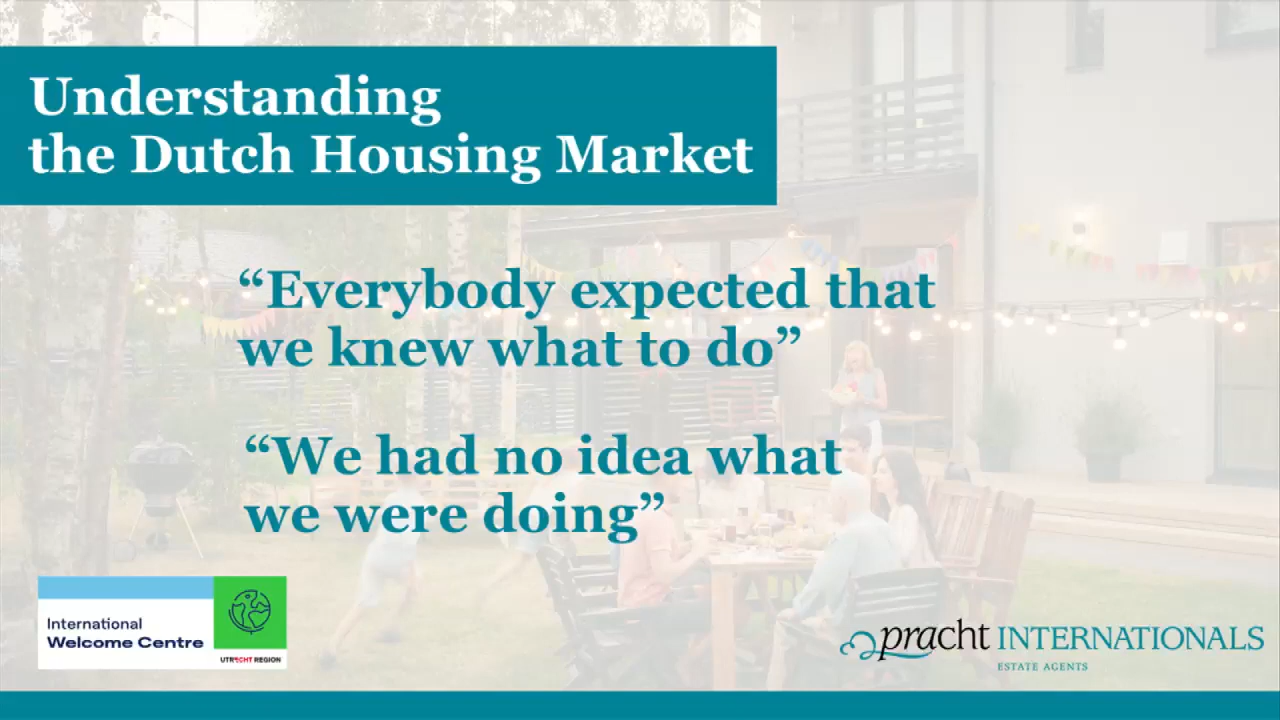 Understanding
the Dutch Housing Market
“Everybody expected that
we knew what to do”
“We had no idea what
we were doing”
International
Welcome Centre
UTRECHT REGION
pracht INTERNATIONALS
ESTATE AGENTS